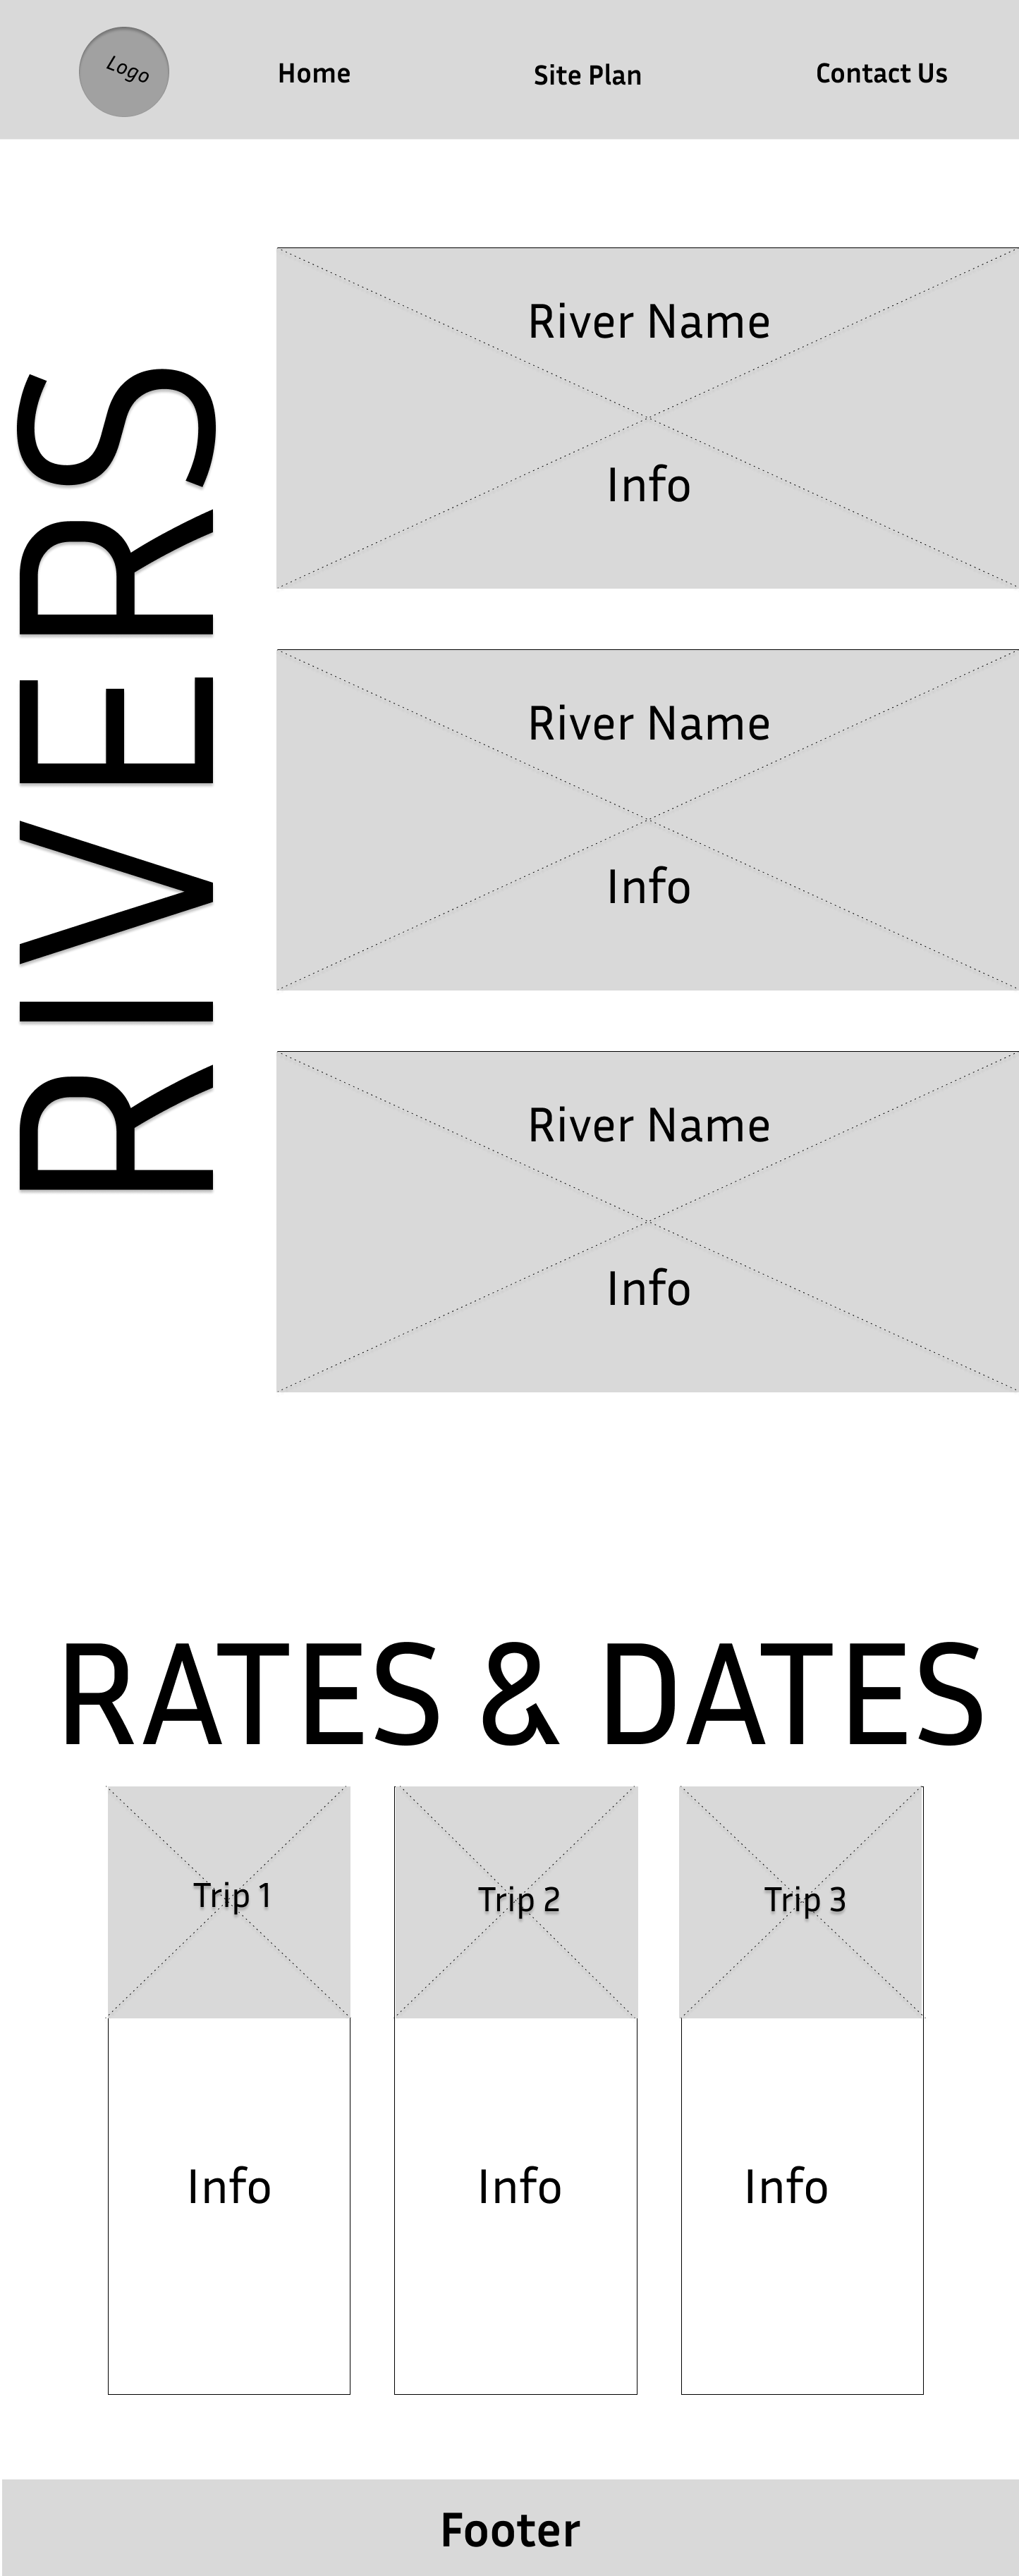 Logo
Home
Site Plan
Contact Us
RIVERS
River Name
Info
River Name
Info
River Name
Info
RATES & DATES
Trip 1
Trip 2
Trip 3
Info
Info
Info
Footer